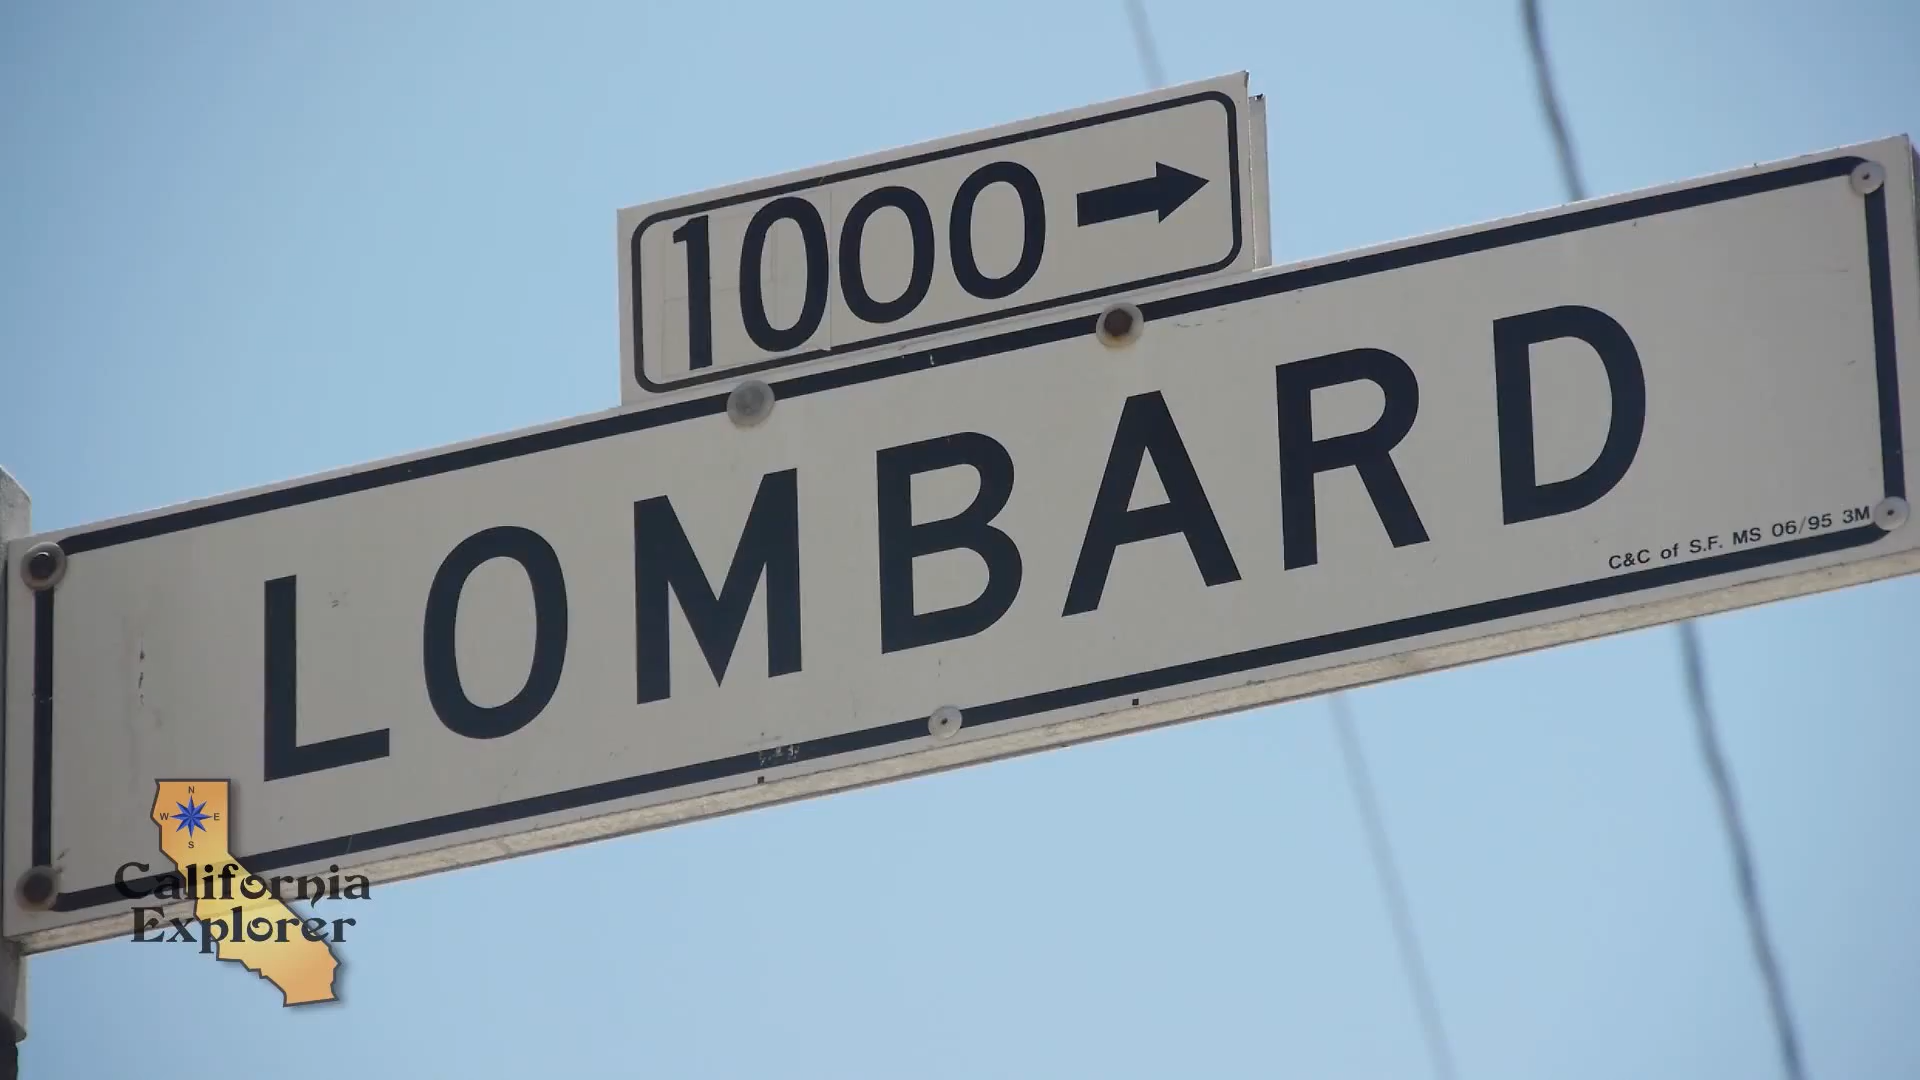 1000 →
LOMBARD
C&C of S.F. MS 06/95 3M
N
W E
S
California
Explorer